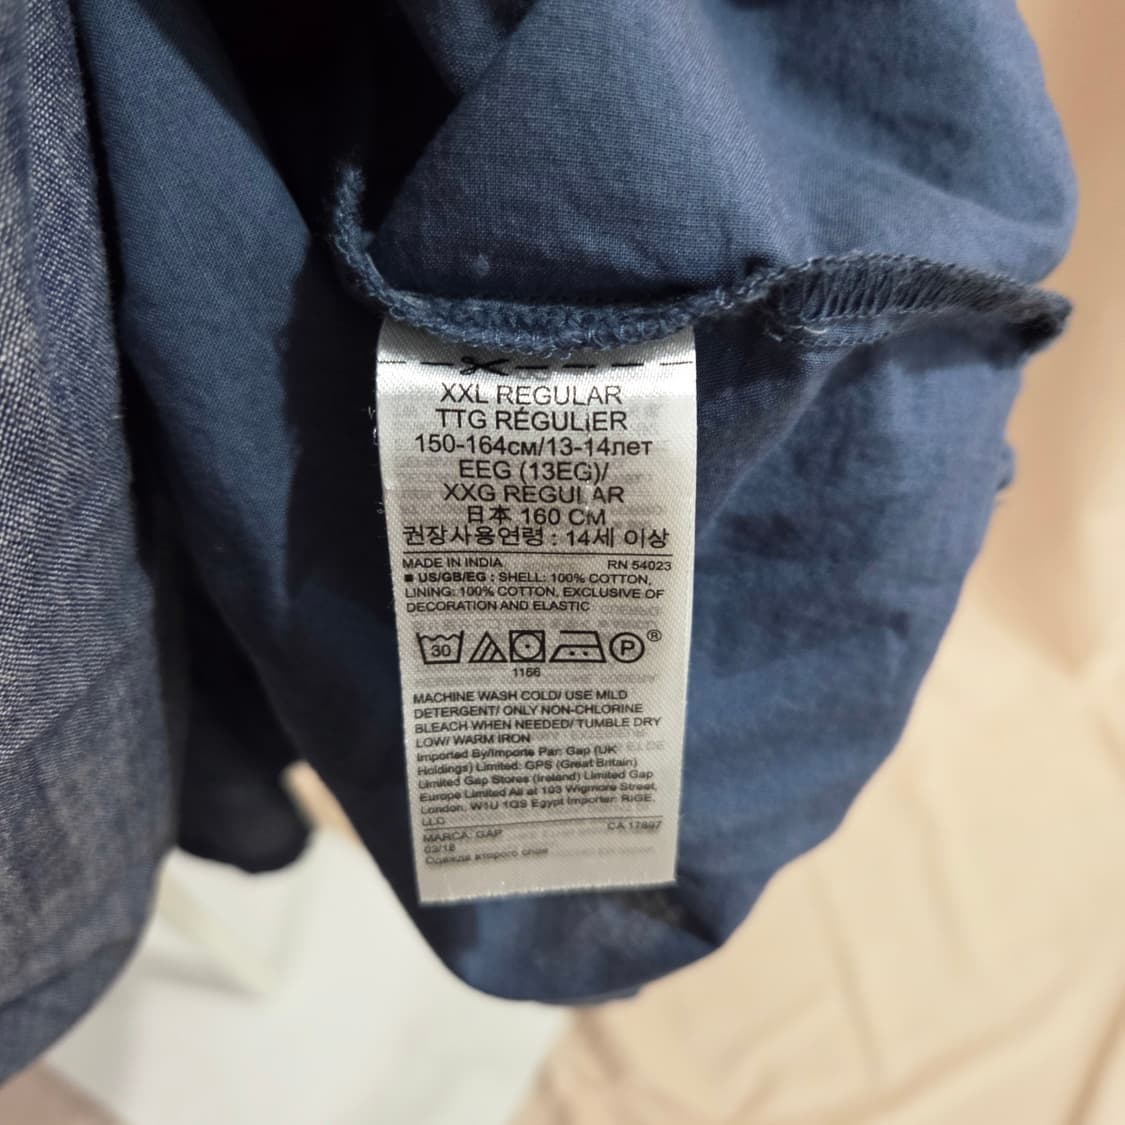 XXL REGULAR
TTG RÉGULIER
150-164см/13-14лет
EEG (13EG)/
XXG REGULAR
日本 160 CM
권장사용연령 : 14세 이상
MADE IN INDIA RN 54023
■ US/GB/EG : SHELL: 100% COTTON,
LINING: 100% COTTON, EXCLUSIVE OF
DECORATION AND ELASTIC
30 P ®
1166
MACHINE WASH COLD/ USE MILD
DETERGENT/ ONLY NON-CHLORINE
BLEACH WHEN NEEDED/ TUMBLE DRY
LOW/ WARM IRON
Imported By/Importe Par: Gap (UK
Holdings) Limited: GPS (Great Britain)
Limited Gap Stores (Ireland) Limited Gap
Europe Limited All at 103 Wigmore Street,
London, W1U 1QS Egypt Importer: RIGE,
LLC
MARCA: GAP CA 17897
03/18
Одежда второго слоя